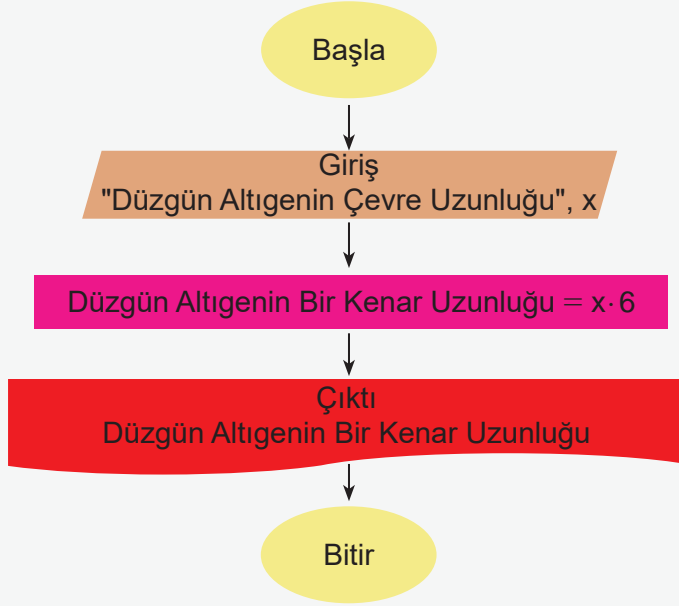 Başla
Giriş
"Düzgün Altıgenin Çevre Uzunluğu", x
Düzgün Altıgenin Bir Kenar Uzunluğu = x· 6
Çıktı
Düzgün Altıgenin Bir Kenar Uzunluğu
Bitir